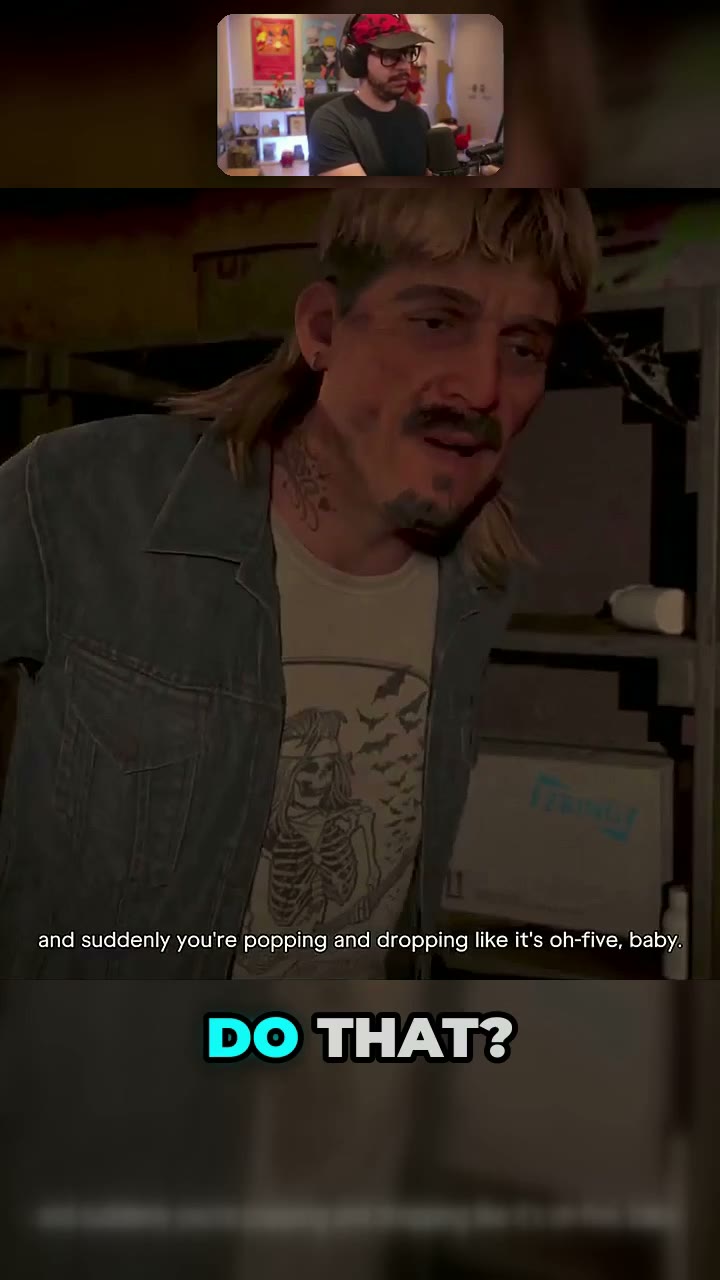 and suddenly you're popping and dropping like it's oh-five, baby.
DO THAT?